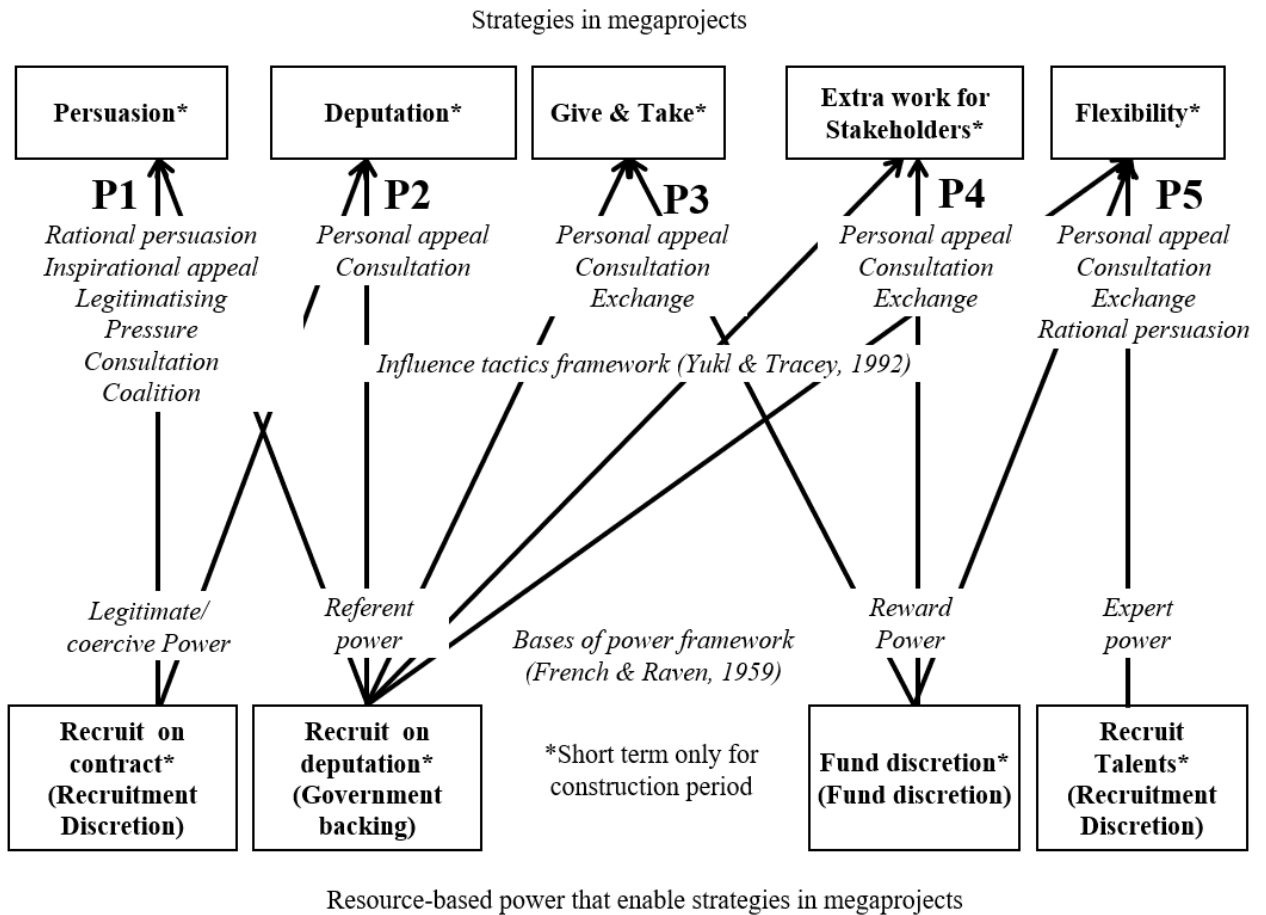 Strategies in megaprojects
Persuasion*
Deputation*
Give & Take*
Extra work for
Stakeholders*
Flexibility*
P1
P2
P3
P4
P5
Rational persuasion
Inspirational appeal
Legitimatising
Pressure
Consultation
Coalition
Personal appeal
Consultation
Personal appeal
Consultation
Exchange
Personal appeal
Consultation
Exchange
Personal appeal
Consultation
Exchange
Rational persuasion
Influence tactics framework (Yukl & Tracey, 1992)
Legitimate/
coercive Power
Referent
power
Bases of power framework
(French & Raven, 1959)
Reward
Power
Expert
power
Recruit on
contract*
(Recruitment
Discretion)
Recruit on
deputation*
(Government
backing)
*Short term only for
construction period
Fund discretion*
(Fund discretion)
Recruit
Talents*
(Recruitment
Discretion)
Resource-based power that enable strategies in megaprojects